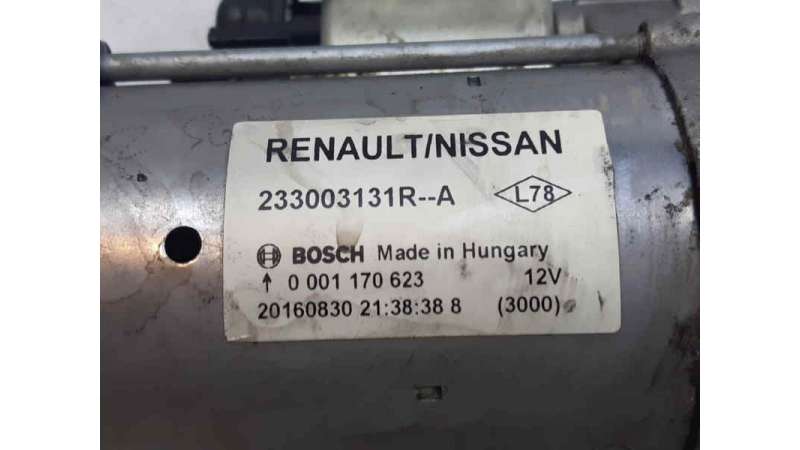 RENAULT/NISSAN
233003131R--A L78
BOSCH Made in Hungary
↑ 0 001 170 623 12V
20160830 21:38:38 8 (3000)